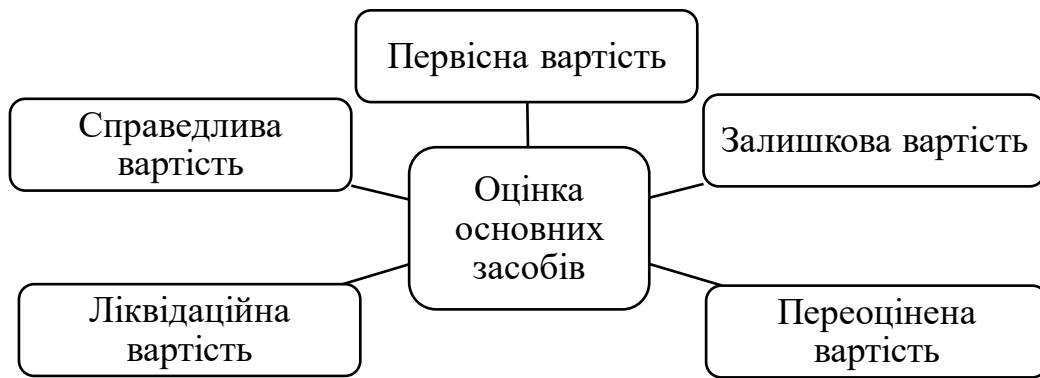 Первісна вартість
Справедлива
вартість
Залишкова вартість
Оцінка
основних
засобів
Ліквідаційна
вартість
Переоцінена
вартість